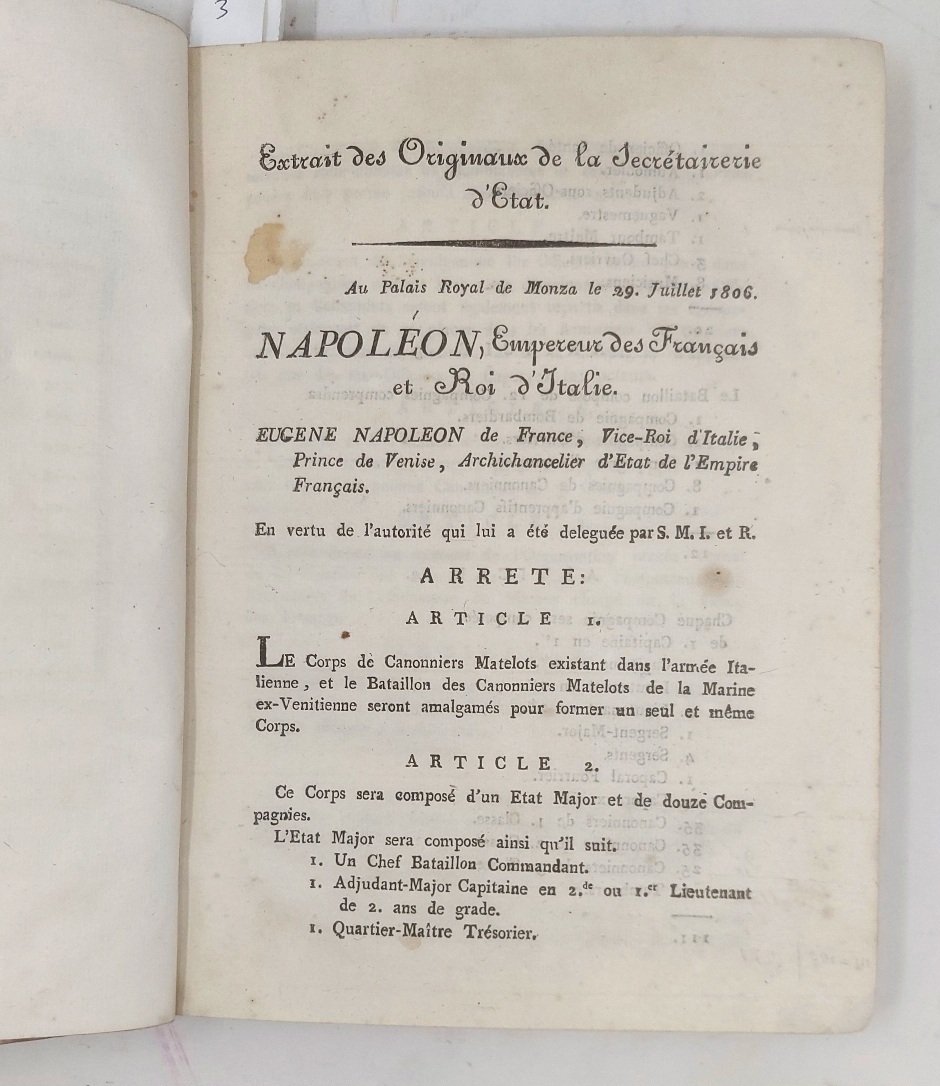 3
Extrait des Originaux de la Secrétairerie
d'Etat.
Au Palais Royal de Monza le 29. Juillet 1806.
NAPOLÉON, Empereur des Français
et Roi d'Italie.
EUGENE NAPOLEON de France, Vice-Roi d'Italie,
Prince de Venise, Archichancelier d'Etat de l'Empire
Français.
En vertu de l'autorité qui lui a été deleguée par S. M. I. et R.
ARRETE:
ARTICLE 1.
LE Corps de Canonniers Matelots existant dans l'armée Ita-
lienne, et le Bataillon des Canonniers Matelots de la Marine
ex-Venitienne seront amalgamés pour former un seul et même
Corps.
ARTICLE 2.
Ce Corps sera composé d'un Etat Major et de douze Com-
pagnies.
L'Etat Major sera composé ainsi qu'il suit.
1. Un Chef Bataillon Commandant.
1. Adjudant-Major Capitaine en 2.de ou 1.er Lieutenant
de 2. ans de grade.
1. Quartier-Maître Trésorier.